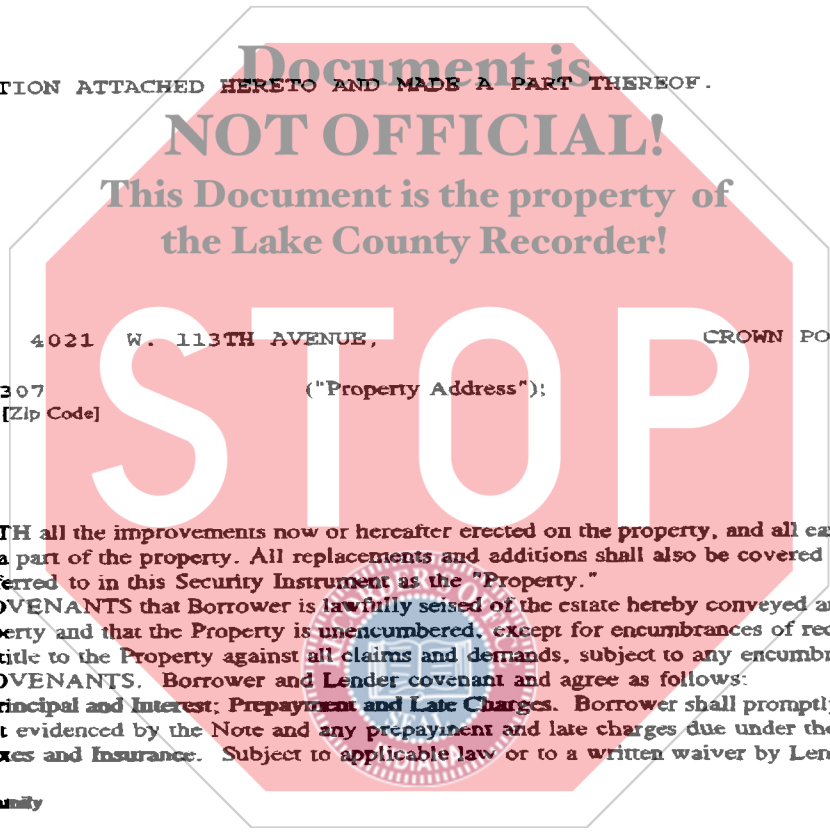 Document is
TION ATTACHED HERETO AND MADE A PART THEREOF.
NOT OFFICIAL!
This Document is the property of
the Lake County Recorder!
STOP
4021 W. 113TH AVENUE, CROWN PO
307 ("Property Address");
[Zip Code]
TH all the improvements now or hereafter erected on the property, and all ea
a part of the property. All replacements and additions shall also be covered
ferred to in this Security Instrument as the "Property."
OVENANTS that Borrower is lawfully seised of the estate hereby conveyed a
erty and that the Property is unencumbered, except for encumbrances of rec
title to the Property against all claims and demands, subject to any encumbr
OVENANTS. Borrower and Lender covenant and agree as follows:
rincipal and Interest; Prepayment and Late Charges. Borrower shall promptly
t evidenced by the Note and any prepayment and late charges due under the
xes and Insurance. Subject to applicable law or to a written waiver by Len
SEAL
INDIANA